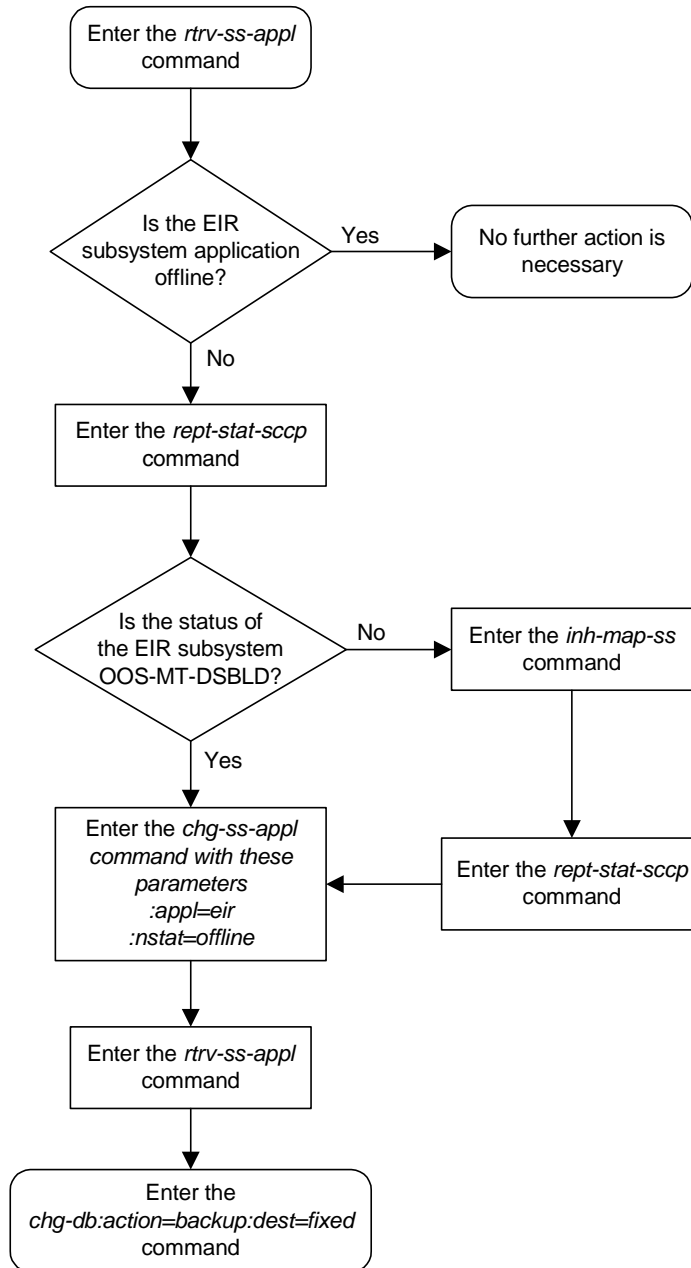 Enter the rtrv-ss-appl
command
Is the EIR
subsystem application
offline?
Yes
No further action is
necessary
No
Enter the rept-stat-sccp
command
Is the status of
the EIR subsystem
OOS-MT-DSBLD?
No
Enter the inh-map-ss
command
Yes
Enter the chg-ss-appl
command with these
parameters
:appl=eir
:nstat=offline
Enter the rept-stat-sccp
command
Enter the rtrv-ss-appl
command
Enter the
chg-db:action=backup:dest=fixed
command